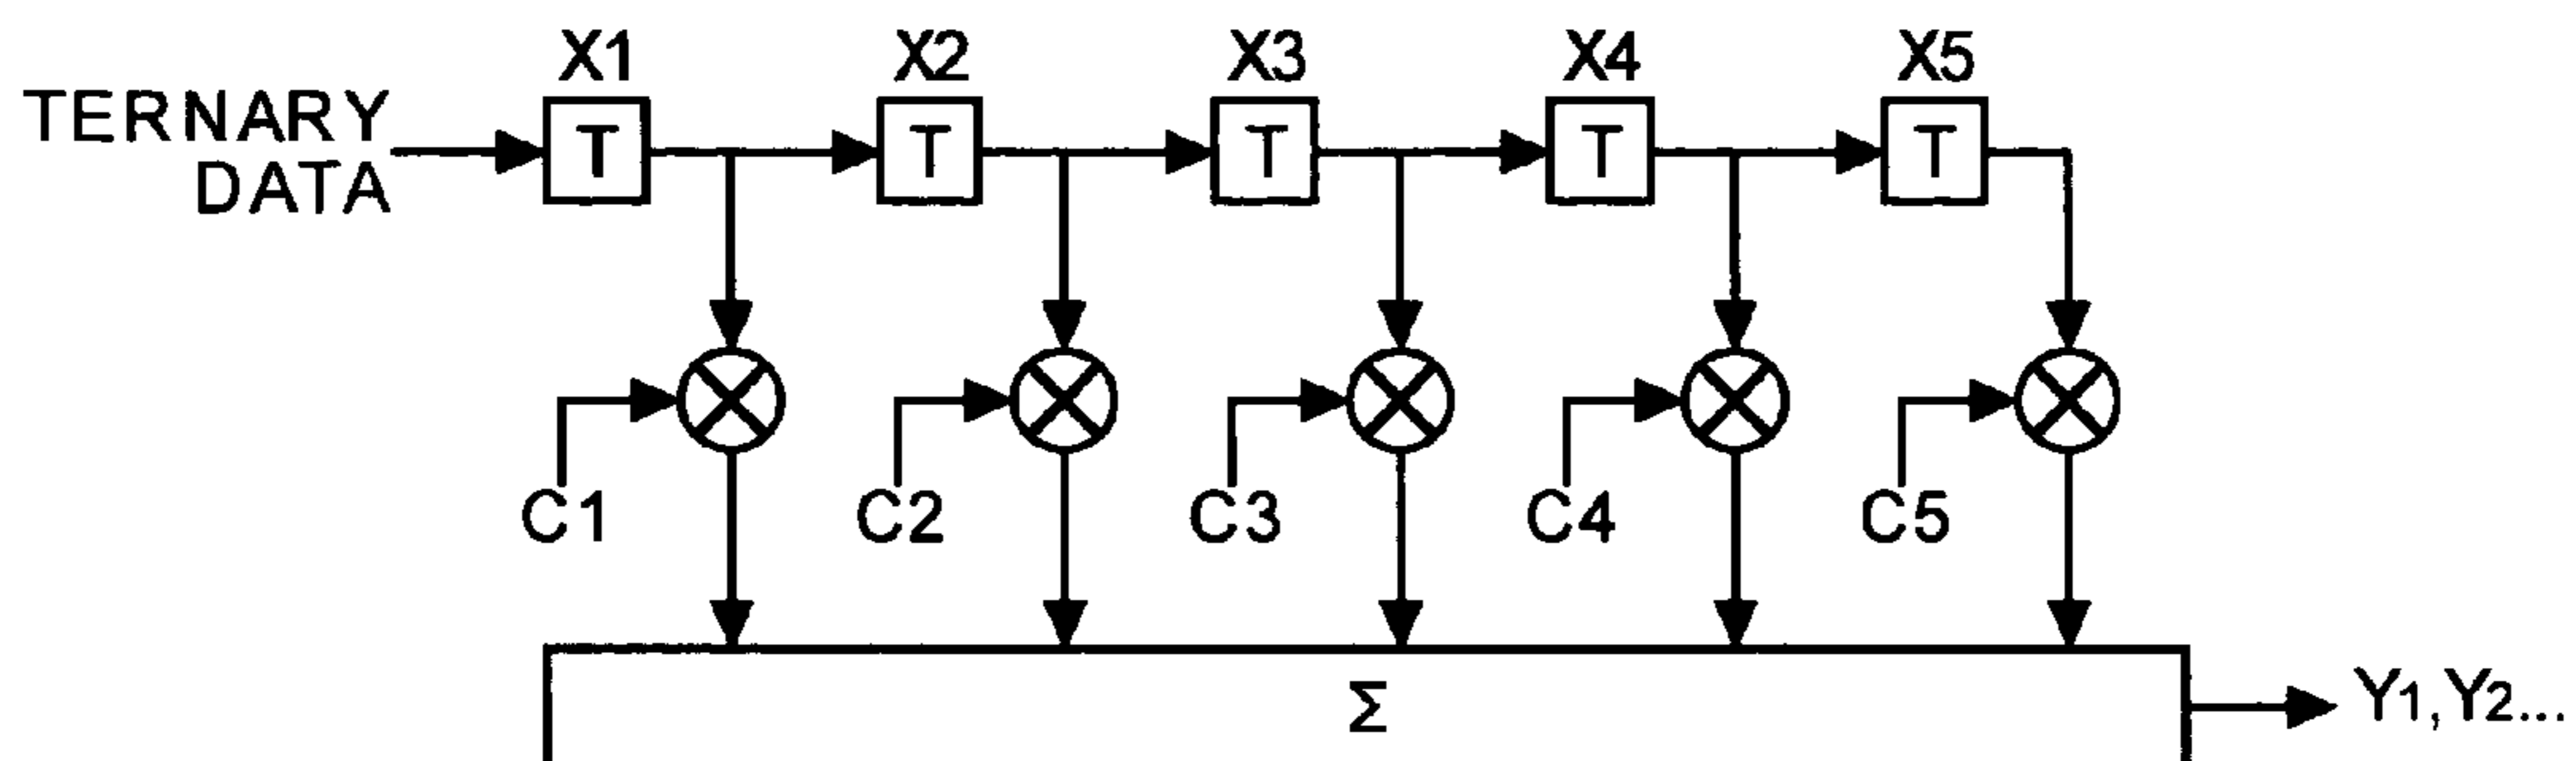 X1 X2 X3 X4 X5
TERNARY
DATA
T T T T T
C1 C2 C3 C4 C5
Σ
Y1,Y2...